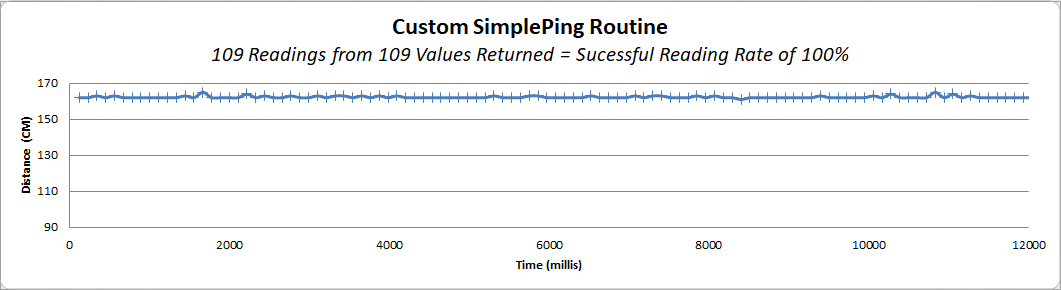 Custom SimplePing Routine
109 Readings from 109 Values Returned = Sucessful Reading Rate of 100%
170
150
130
110
90
Distance (CM)
0 2000 4000 6000 8000 10000 12000
Time (millis)